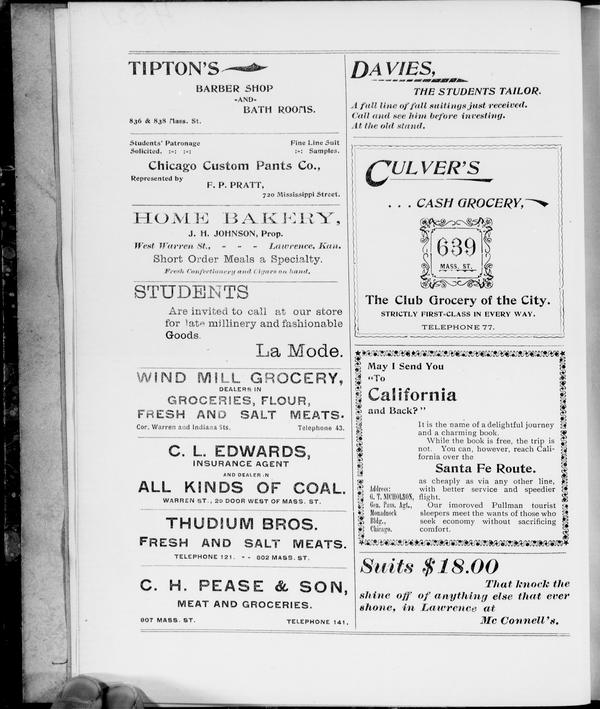 TIPTON'S
BARBER SHOP
-AND-
BATH ROOMS.
836 & 838 Mass. St.
Students' Patronage Fine Line Suit
Solicited. :-: :-: :-: Samples.
Chicago Custom Pants Co.,
Represented by
F. P. PRATT,
720 Mississippi Street.
HOME BAKERY,
J. H. JOHNSON, Prop.
West Warren St., - - - Lawrence, Kan.
Short Order Meals a Specialty.
Fresh Confectionery and Cigars on hand.
STUDENTS
Are invited to call at our store
for late millinery and fashionable
Goods.
La Mode.
WIND MILL GROCERY,
DEALERS IN
GROCERIES, FLOUR,
FRESH AND SALT MEATS.
Cor. Warren and Indiana Sts. Telephone 43.
C. L. EDWARDS,
INSURANCE AGENT
AND DEALER IN
ALL KINDS OF COAL.
WARREN ST., 2D DOOR WEST OF MASS. ST.
THUDIUM BROS.
FRESH AND SALT MEATS.
TELEPHONE 121. - - 802 MASS. ST.
C. H. PEASE & SON,
MEAT AND GROCERIES.
807 MASS. ST. TELEPHONE 141.
DAVIES,
THE STUDENTS TAILOR.
A full line of fall suitings just received.
Call and see him before investing.
At the old stand.
CULVER'S
. . . CASH GROCERY,
639
MASS. ST.
The Club Grocery of the City.
STRICTLY FIRST-CLASS IN EVERY WAY.
TELEPHONE 77.
May I Send You
"To
California
and Back?"
It is the name of a delightful journey
and a charming book.
While the book is free, the trip is
not. You can, however, reach Cali-
fornia over the
Santa Fe Route.
as cheaply as via any other line,
with better service and speedier
flight.
Our imoroved Pullman tourist
sleepers meet the wants of those who
seek economy without sacrificing
comfort.
Address:
G. T. NICHOLSON,
Gen. Pass. Agt.,
Monadnock
Bldg.,
Chicago.
Suits $18.00
That knock the
shine off of anything else that ever
shone, in Lawrence at
Mc Connell's.